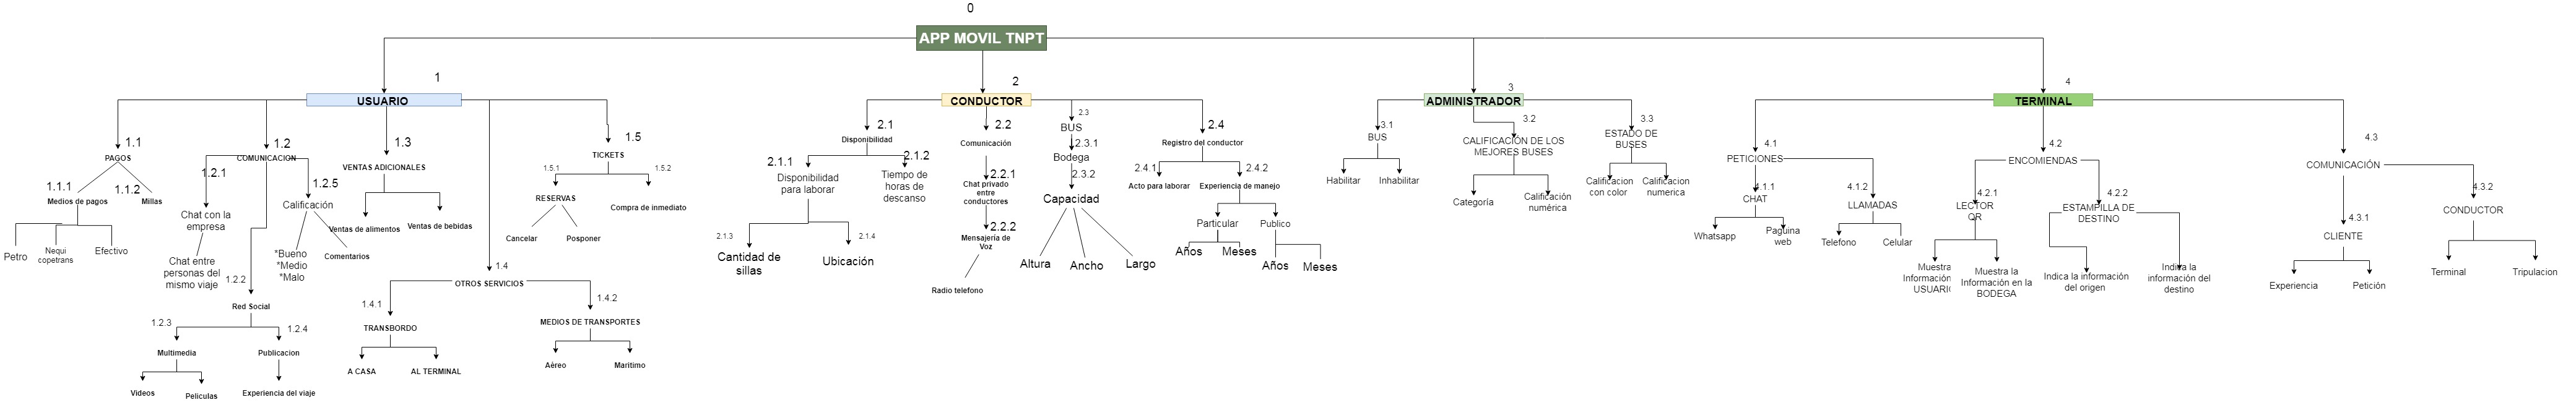 0
APP MOVIL TNPT
1
USUARIO
1.1
PAGOS
1.1.1
Medios de pagos
Petro
Nequi
copetrans
Efectivo
1.1.2
Millas
1.2
COMUNICACION
1.2.1
Chat con la
empresa
Chat entre
personas del
mismo viaje
1.2.2
Red Social
1.2.3
Multimedia
Videos
Peliculas
1.2.4
Publicacion
Experiencia del viaje
1.2.5
Calificación
*Bueno
*Medio
*Malo
Comentarios
1.3
VENTAS ADICIONALES
Ventas de alimentos
Ventas de bebidas
1.4
OTROS SERVICIOS
1.4.1
TRANSBORDO
A CASA
AL TERMINAL
1.4.2
MEDIOS DE TRANSPORTES
Aèreo
Maritimo
1.5
TICKETS
1.5.1
RESERVAS
Cancelar
Posponer
1.5.2
Compra de inmediato
2
CONDUCTOR
2.1
Disponibilidad
2.1.1
Disponibilidad
para laborar
2.1.3
Cantidad de
sillas
2.1.4
Ubicación
2.1.2
Tiempo de
horas de
descanso
2.2
Comunicación
2.2.1
Chat privado
entre
conductores
2.2.2
Mensajería de
Voz
Radio telefono
2.3
BUS
2.3.1
Bodega
2.3.2
Capacidad
Altura
Ancho
Largo
2.4
Registro del conductor
2.4.1
Acto para laborar
2.4.2
Experiencia de manejo
Particular
Años
Meses
Publico
Años
Meses
3
ADMINISTRADOR
3.1
BUS
Habilitar
Inhabilitar
3.2
CALIFICACIÓN DE LOS
MEJORES BUSES
Categoría
Calificación
numérica
3.3
ESTADO DE
BUSES
Calificacion
con color
Calificacion
numerica
4
TERMINAL
4.1
PETICIONES
4.1.1
CHAT
Whatsapp
Paguina
web
4.1.2
LLAMADAS
Telefono
Celular
4.2
ENCOMIENDAS
4.2.1
LECTOR
QR
Muestra
Información
USUARIO
Muestra la
Información en la
BODEGA
4.2.2
ESTAMPILLA DE
DESTINO
Indica la información
del origen
Indica la
información del
destino
4.3
COMUNICACIÓN
4.3.1
CLIENTE
Experiencia
Petición
4.3.2
CONDUCTOR
Terminal
Tripulacion